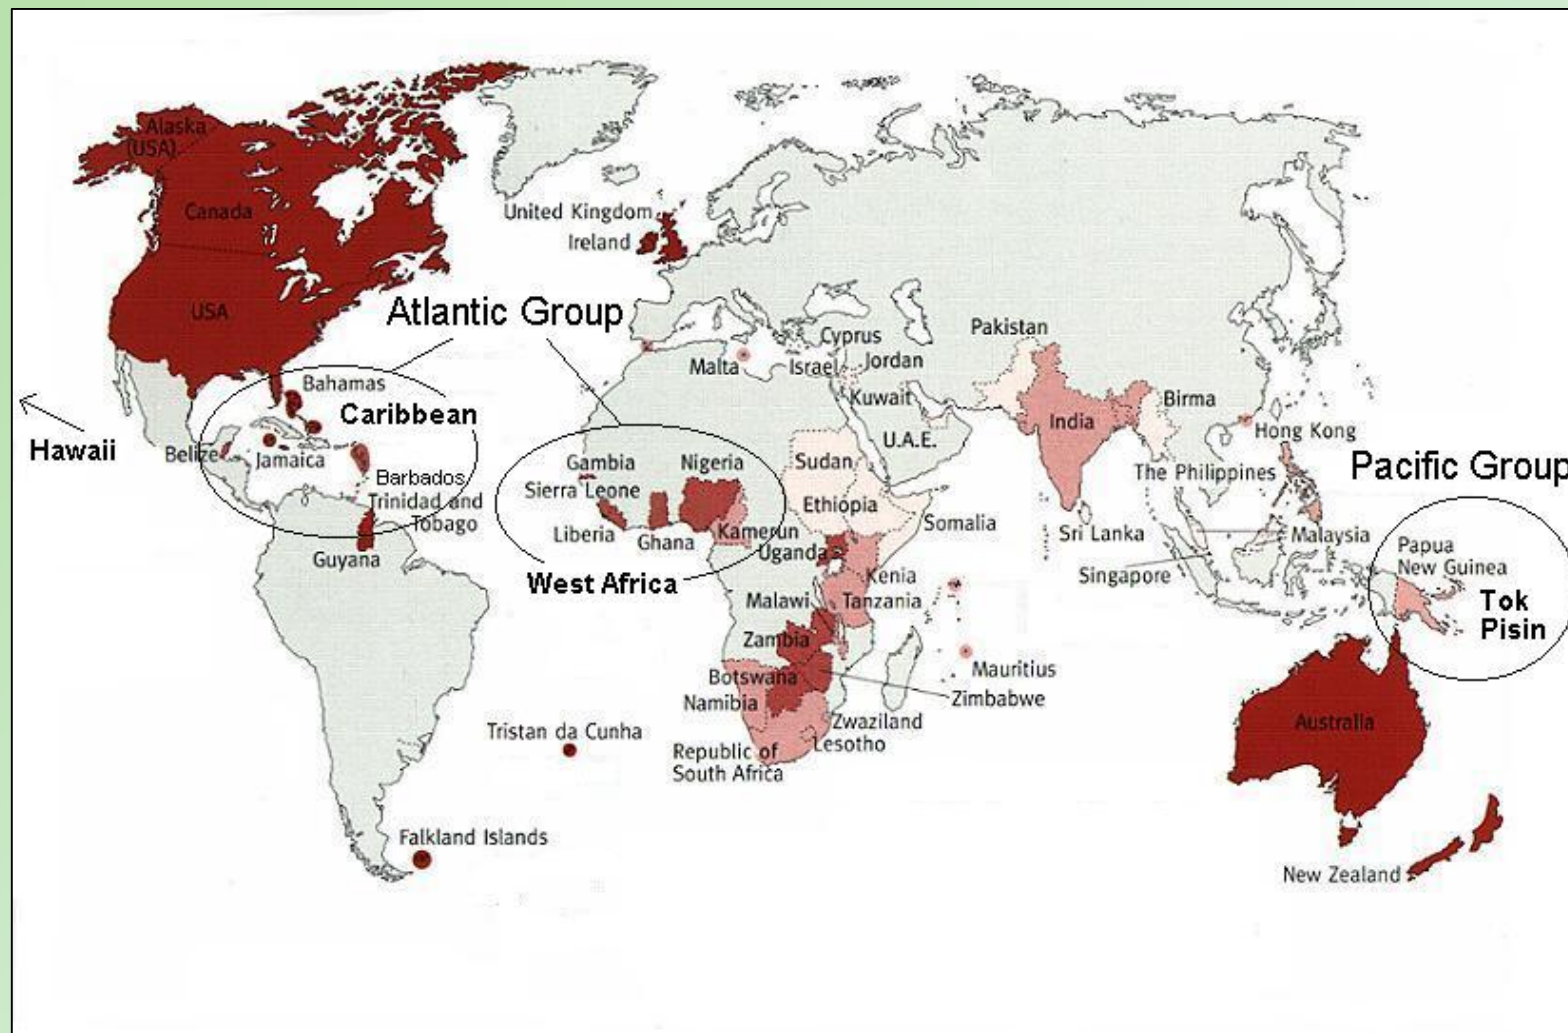 Alaska
(USA)
Canada
USA
United Kingdom
Ireland
Atlantic Group
Bahamas
Caribbean
Hawaii
Belize
Jamaica
Barbados
Trinidad and
Tobago
Guyana
Gambia
Nigeria
Sierra Leone
Liberia
Ghana
Kamerun
West Africa
Malta
Cyprus
Israel
Jordan
Kuwait
U.A.E.
Pakistan
India
Birma
Hong Kong
The Philippines
Sri Lanka
Malaysia
Singapore
Pacific Group
Papua
New Guinea
Tok
Pisin
Sudan
Ethiopia
Somalia
Uganda
Kenia
Tanzania
Malawi
Zambia
Botswana
Namibia
Mauritius
Zimbabwe
Zwaziland
Lesotho
Republic of
South Africa
Tristan da Cunha
Falkland Islands
Australia
New Zealand